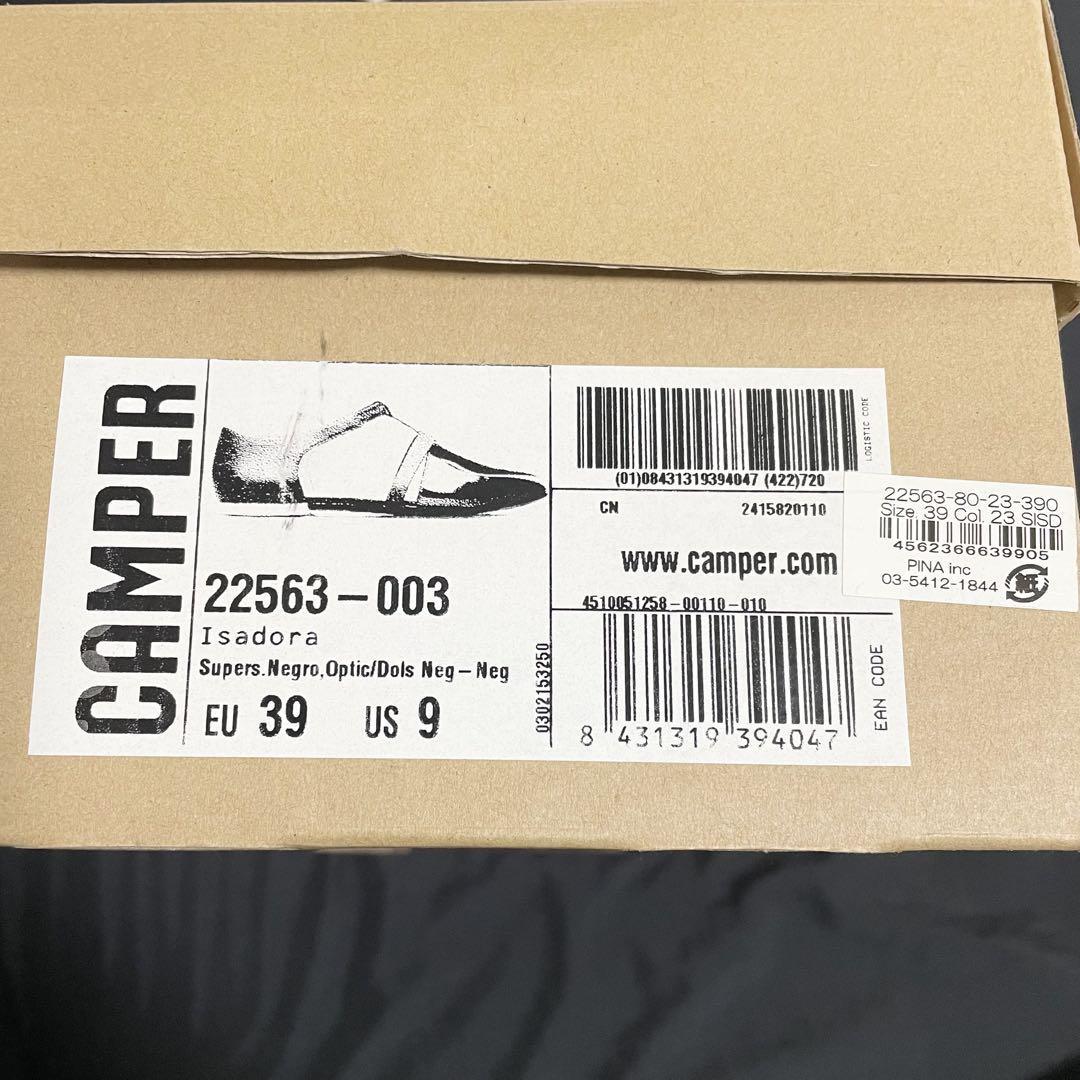 CAMPER
22563-003
Isadora
Supers.Negro,Optic/Dols Neg-Neg
EU 39 US 9
0302153250
LOGISTIC CODE
(01)08431319394047 (422)720
CN 2415820110
www.camper.com
4510051258-00110-010
EAN CODE
8 431319 394047
22563-80-23-390
Size. 39 Col. 23 SISD
4562366639905
PINA inc
03-5412-1844
紙